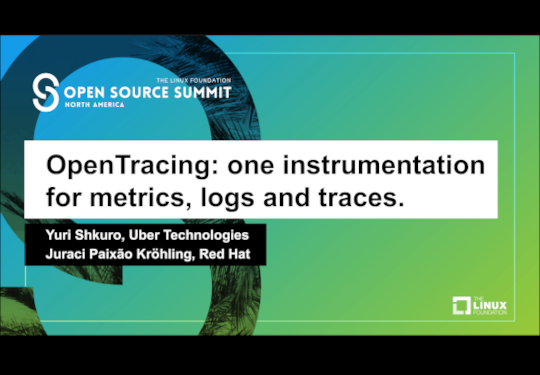 THE LINUX FOUNDATION
OPEN SOURCE SUMMIT
NORTH AMERICA
OpenTracing: one instrumentation
for metrics, logs and traces.
Yuri Shkuro, Uber Technologies
Juraci Paixão Kröhling, Red Hat
THE
LINUX
FOUNDATION